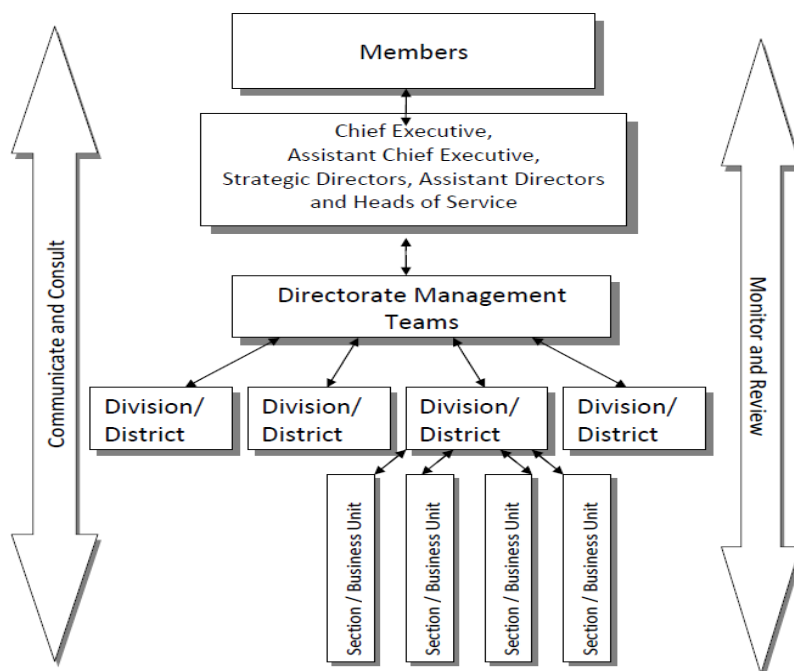 Members
Chief Executive,
Assistant Chief Executive,
Strategic Directors, Assistant Directors
and Heads of Service
Communicate and Consult
Monitor and Review
Directorate Management
Teams
Division/
District
Division/
District
Division/
District
Division/
District
Section / Business Unit
Section / Business Unit
Section / Business Unit
Section / Business Unit